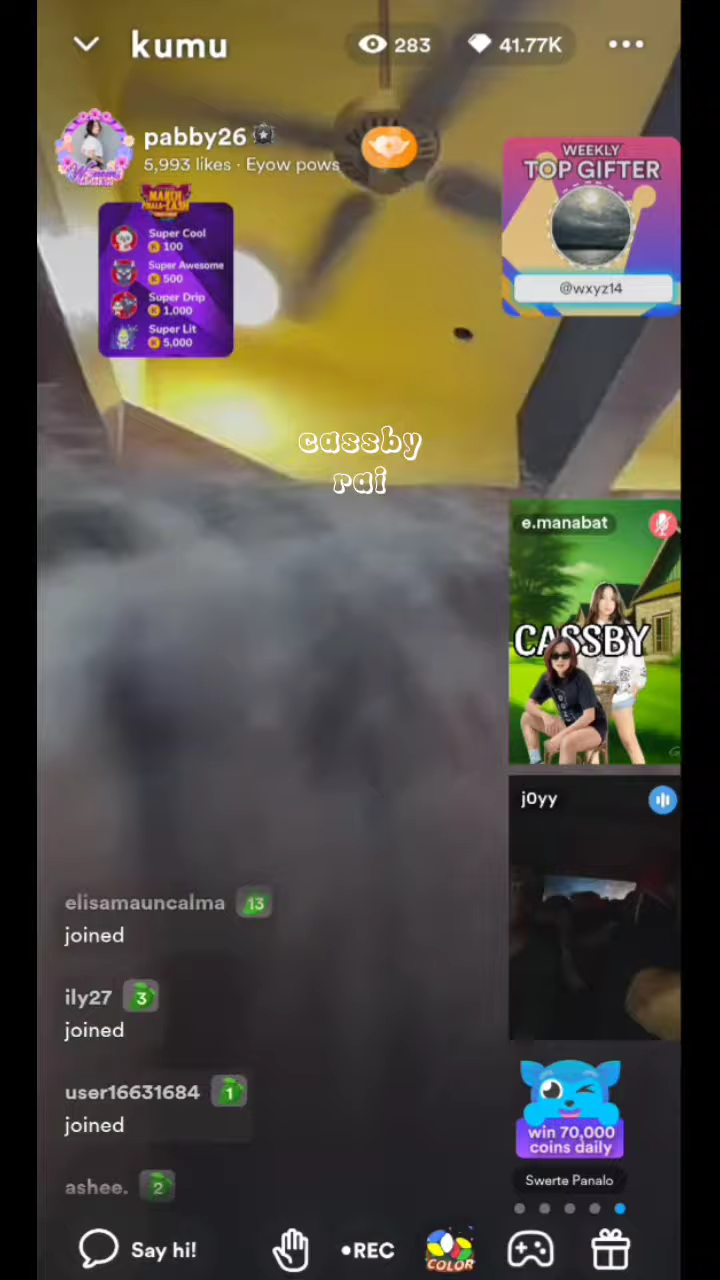 kumu
283
41.77K
pabby26
5,993 likes · Eyow pows
WEEKLY
TOP GIFTER
@wxyz14
MARCH
Super Cool
100
Super Awesome
500
Super Drip
1,000
Super Lit
5,000
cassby
rai
e.manabat
CASSBY
j0yy
elisamauncalma 13
joined
ily27 3
joined
user16631684 1
joined
ashee. 2
win 70,000
coins daily
Swerte Panalo
Say hi!
•REC
COLOR